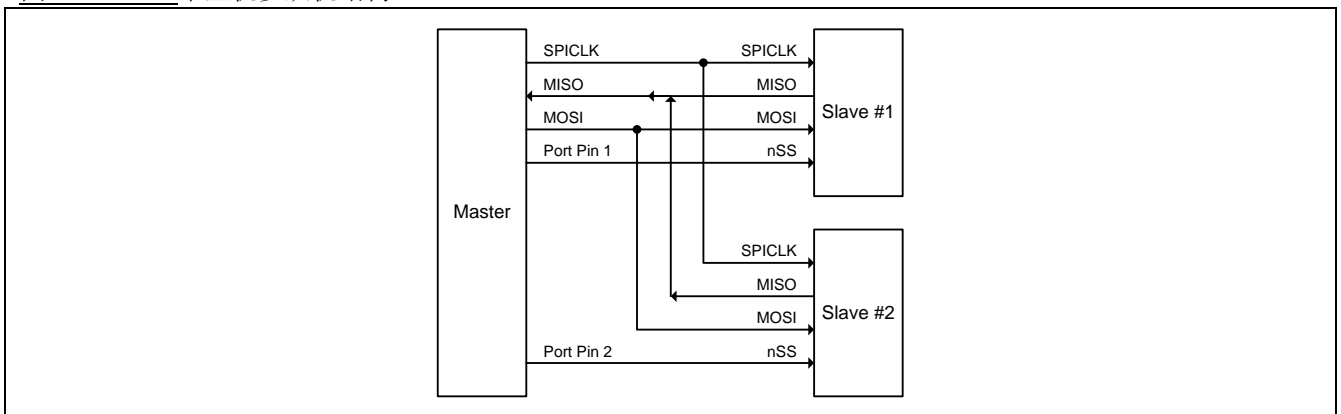 SPICLK SPICLK
MISO MISO
MOSI MOSI
Port Pin 1 nSS
Slave #1
Master
SPICLK
MISO
MOSI
Slave #2
Port Pin 2 nSS